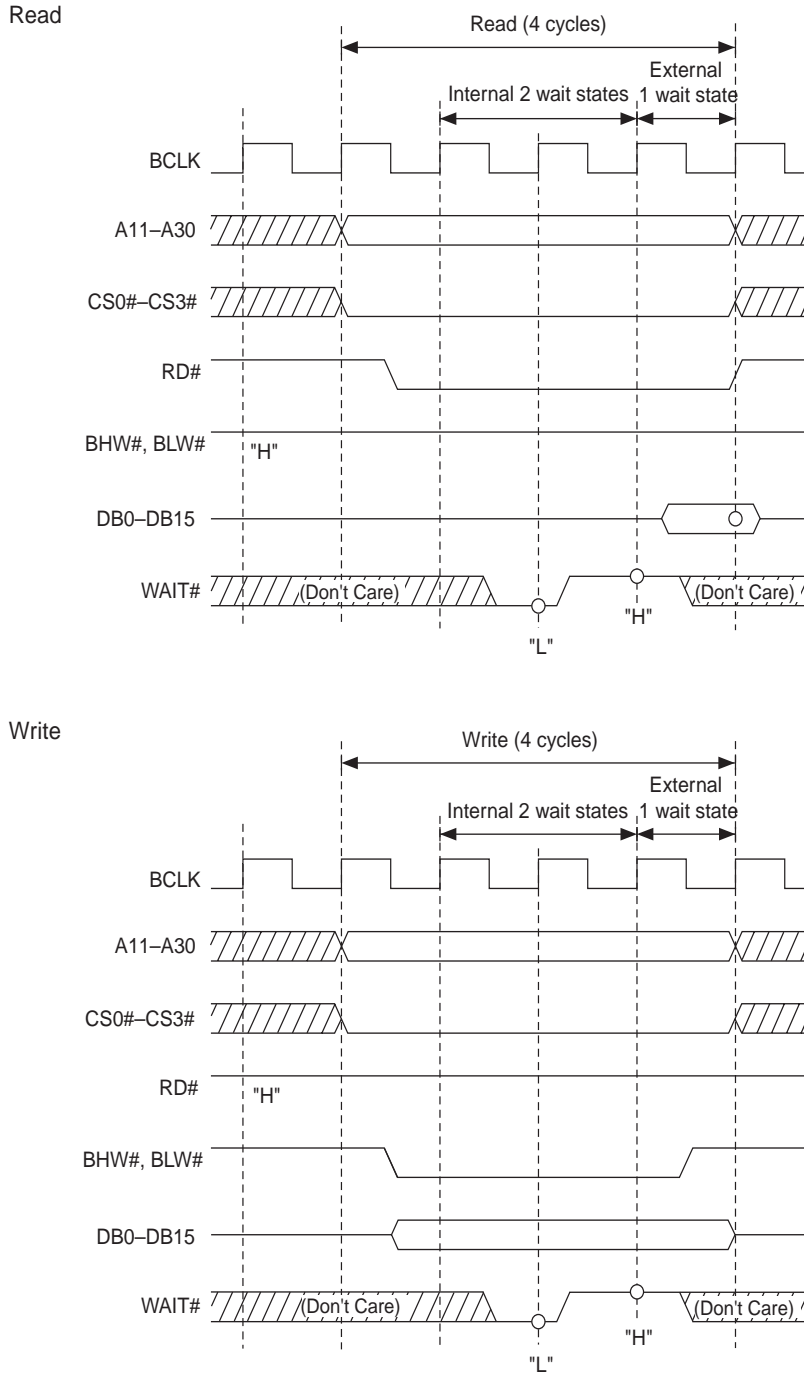 Read
Read (4 cycles)
External
Internal 2 wait states 1 wait state
BCLK
A11–A30
CS0#–CS3#
RD#
BHW#, BLW#
"H"
DB0–DB15
WAIT#
(Don't Care)
(Don't Care)
"H"
"L"
Write
Write (4 cycles)
External
Internal 2 wait states 1 wait state
BCLK
A11–A30
CS0#–CS3#
RD#
"H"
BHW#, BLW#
DB0–DB15
WAIT#
(Don't Care)
(Don't Care)
"H"
"L"